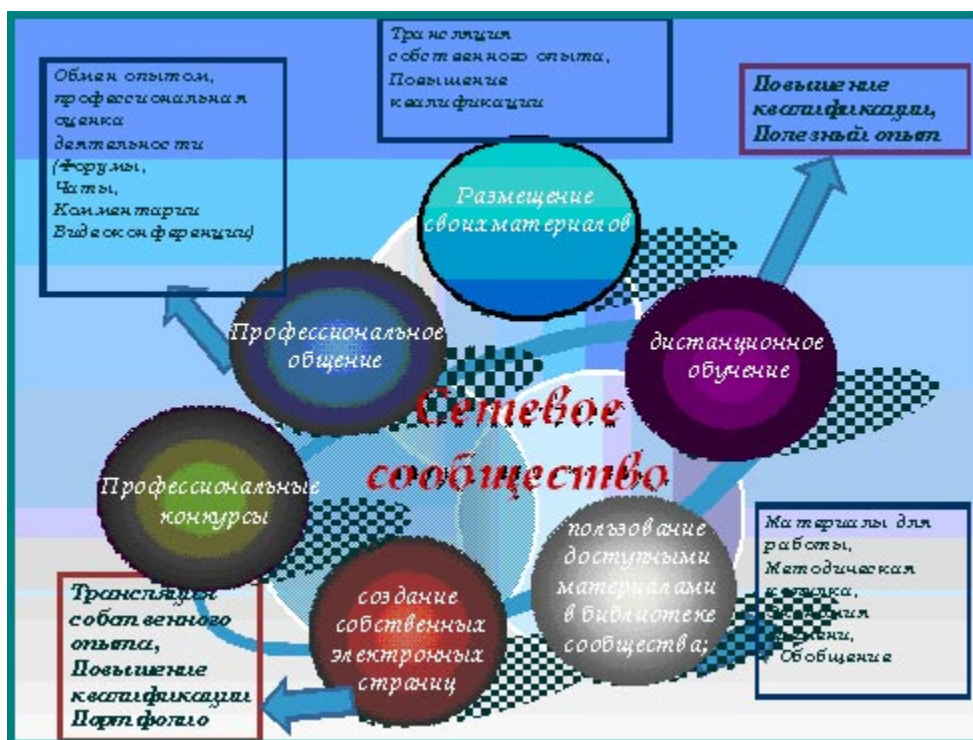 Трансляция
собственного опыта,
Повышение
квалификации
Обмен опытом,
профессиональная
оценка
деятельности
(Форумы,
Чаты,
Комментарии
Видеоконференции)
Повышение
квалификации,
Полезный опыт
Размещение
своих материалов
Профессиональное
общение
дистанционное
обучение
Сетевое
сообщество
Профессиональные
конкурсы
пользование
доступными
материалами
в библиотеке
сообщества;
создание
собственных
электронных
страниц
Материалы для
работы,
Методическая
копилка,
Обобщение
Трансляция
собственного
опыта,
Повышение
квалификации
Портфолио